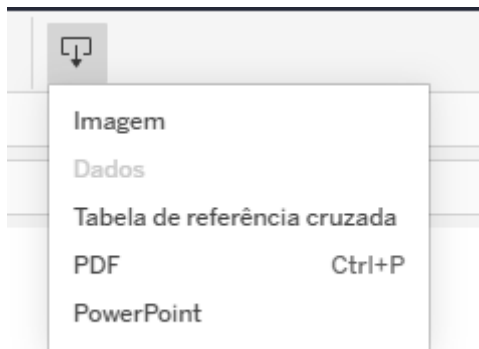 Imagem
Dados
Tabela de referência cruzada
PDF Ctrl+P
PowerPoint